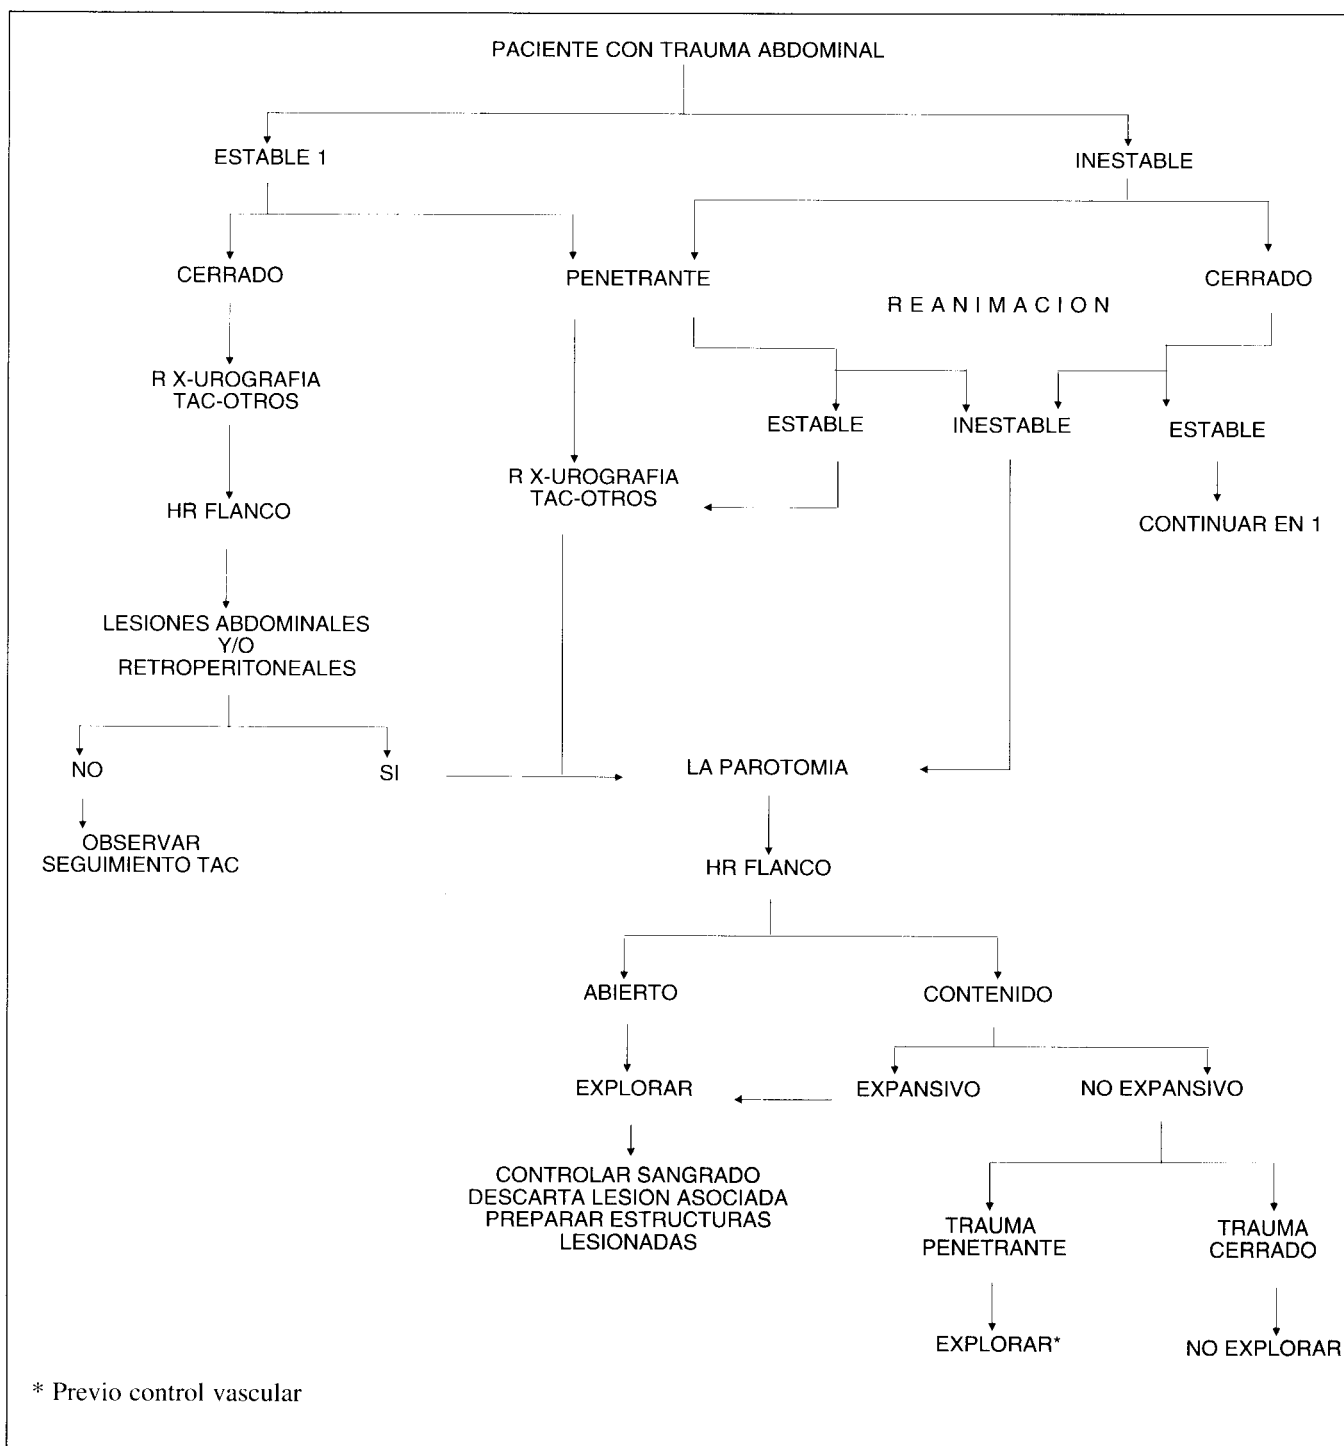 PACIENTE CON TRAUMA ABDOMINAL
ESTABLE 1
INESTABLE
CERRADO
PENETRANTE
CERRADO
R E A N I M A C I O N
R X-UROGRAFIA
TAC-OTROS
ESTABLE
INESTABLE
ESTABLE
R X-UROGRAFIA
TAC-OTROS
HR FLANCO
CONTINUAR EN 1
LESIONES ABDOMINALES
Y/O
RETROPERITONEALES
NO
SI
LA PAROTOMIA
OBSERVAR
SEGUIMIENTO TAC
HR FLANCO
ABIERTO
CONTENIDO
EXPLORAR
EXPANSIVO
NO EXPANSIVO
CONTROLAR SANGRADO
DESCARTA LESION ASOCIADA
PREPARAR ESTRUCTURAS
LESIONADAS
TRAUMA
PENETRANTE
TRAUMA
CERRADO
EXPLORAR*
NO EXPLORAR
* Previo control vascular